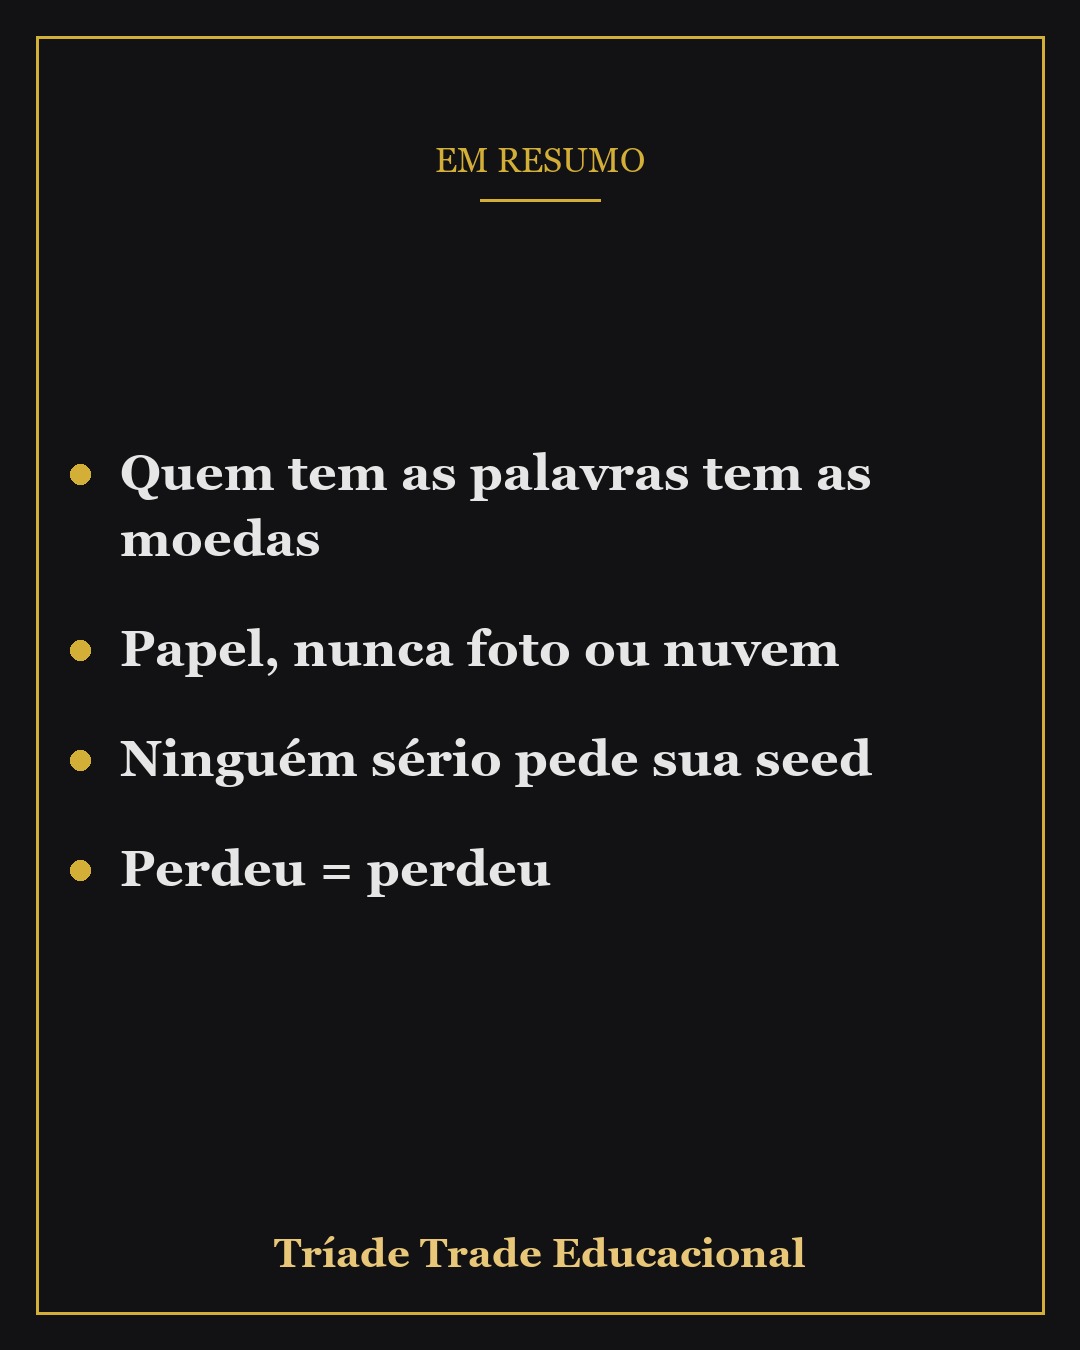 EM RESUMO
Quem tem as palavras tem as
moedas
Papel, nunca foto ou nuvem
Ninguém sério pede sua seed
Perdeu = perdeu
Tríade Trade Educacional